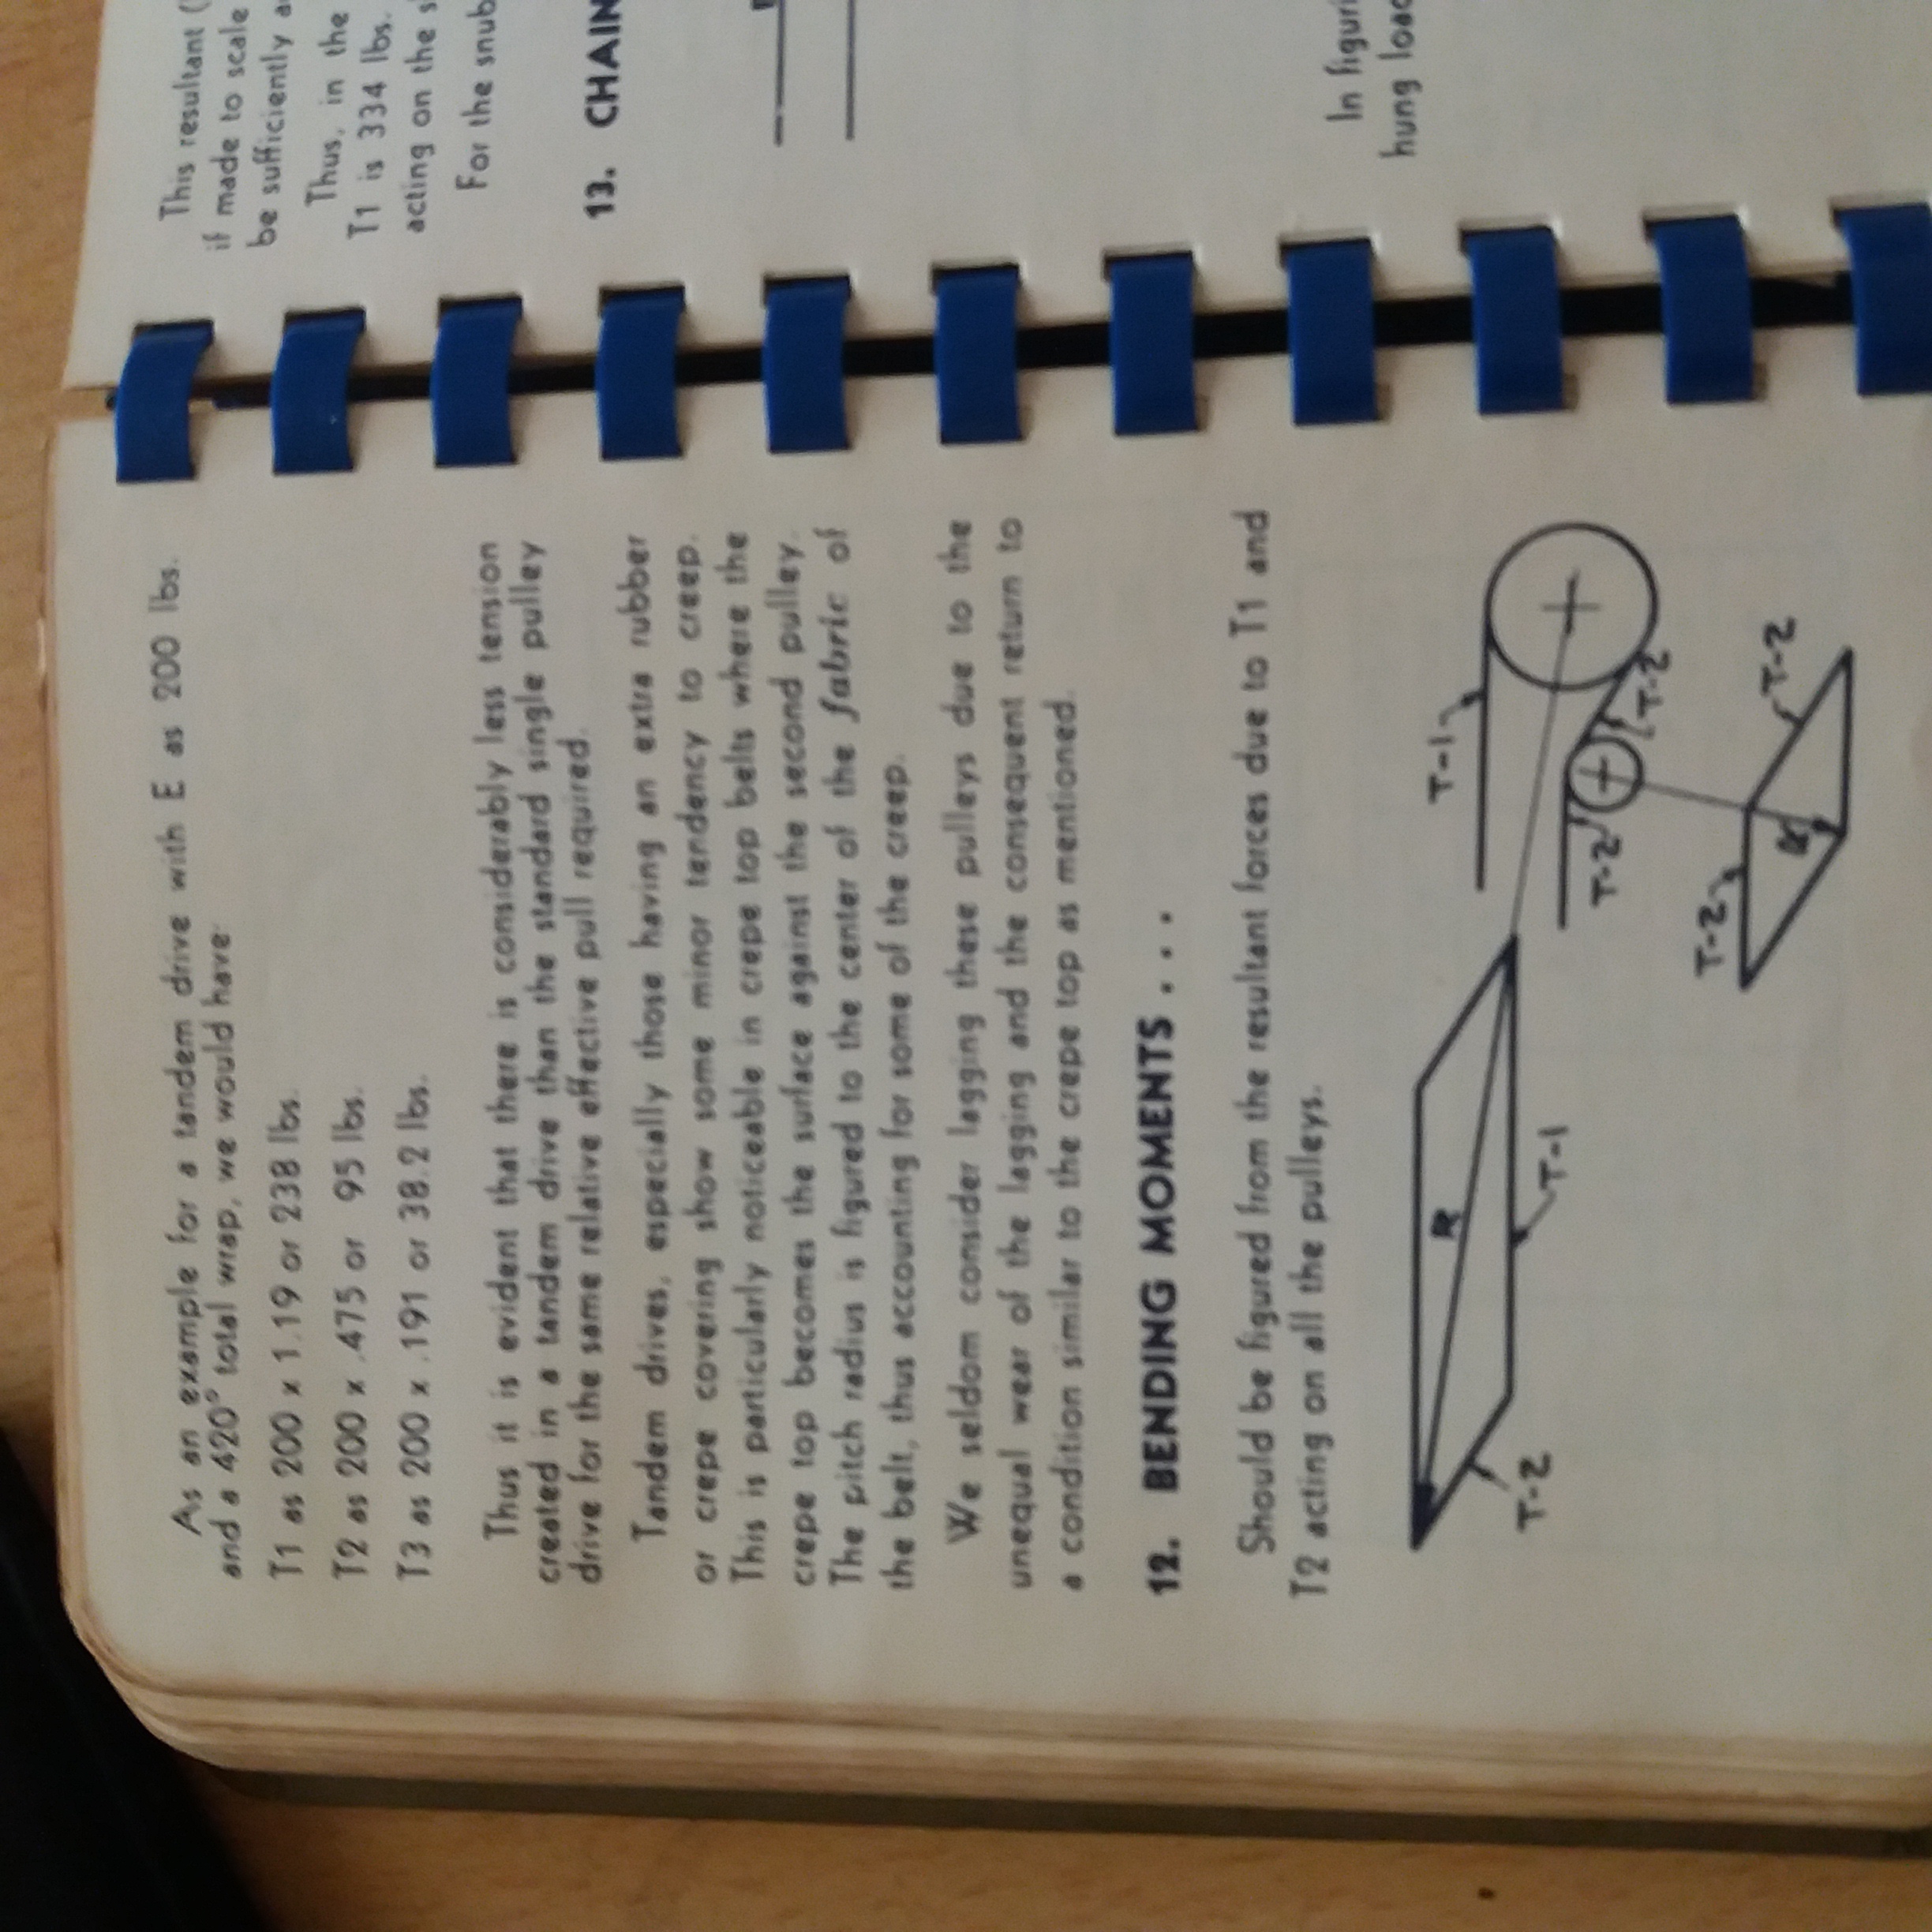 As an example for a tandem drive with E as 200 lbs.
and a 420° total wrap, we would have:
T1 as 200 x 1.19 or 238 lbs.
T2 as 200 x .475 or 95 lbs.
T3 as 200 x .191 or 38.2 lbs.
Thus it is evident that there is considerably less tension
created in a tandem drive than the standard single pulley
drive for the same relative effective pull required.
Tandem drives, especially those having an extra rubber
or crepe covering show some minor tendency to creep.
This is particularly noticeable in crepe top belts where the
crepe top becomes the surface against the second pulley.
The pitch radius is figured to the center of the fabric of
the belt, thus accounting for some of the creep.
We seldom consider lagging these pulleys due to the
unequal wear of the lagging and the consequent return to
a condition similar to the crepe top as mentioned.
12. BENDING MOMENTS . . . .
Should be figured from the resultant forces due to T1 and
T2 acting on all the pulleys.
T-1
T-2
T-2
R
T-1
T-2
T-2
R
T-2
This resultant (
if made to scale
be sufficiently
Thus, in the
T1 is 334 lbs.
acting on the
For the snub
13. CHAIN
In figuri
hung loa